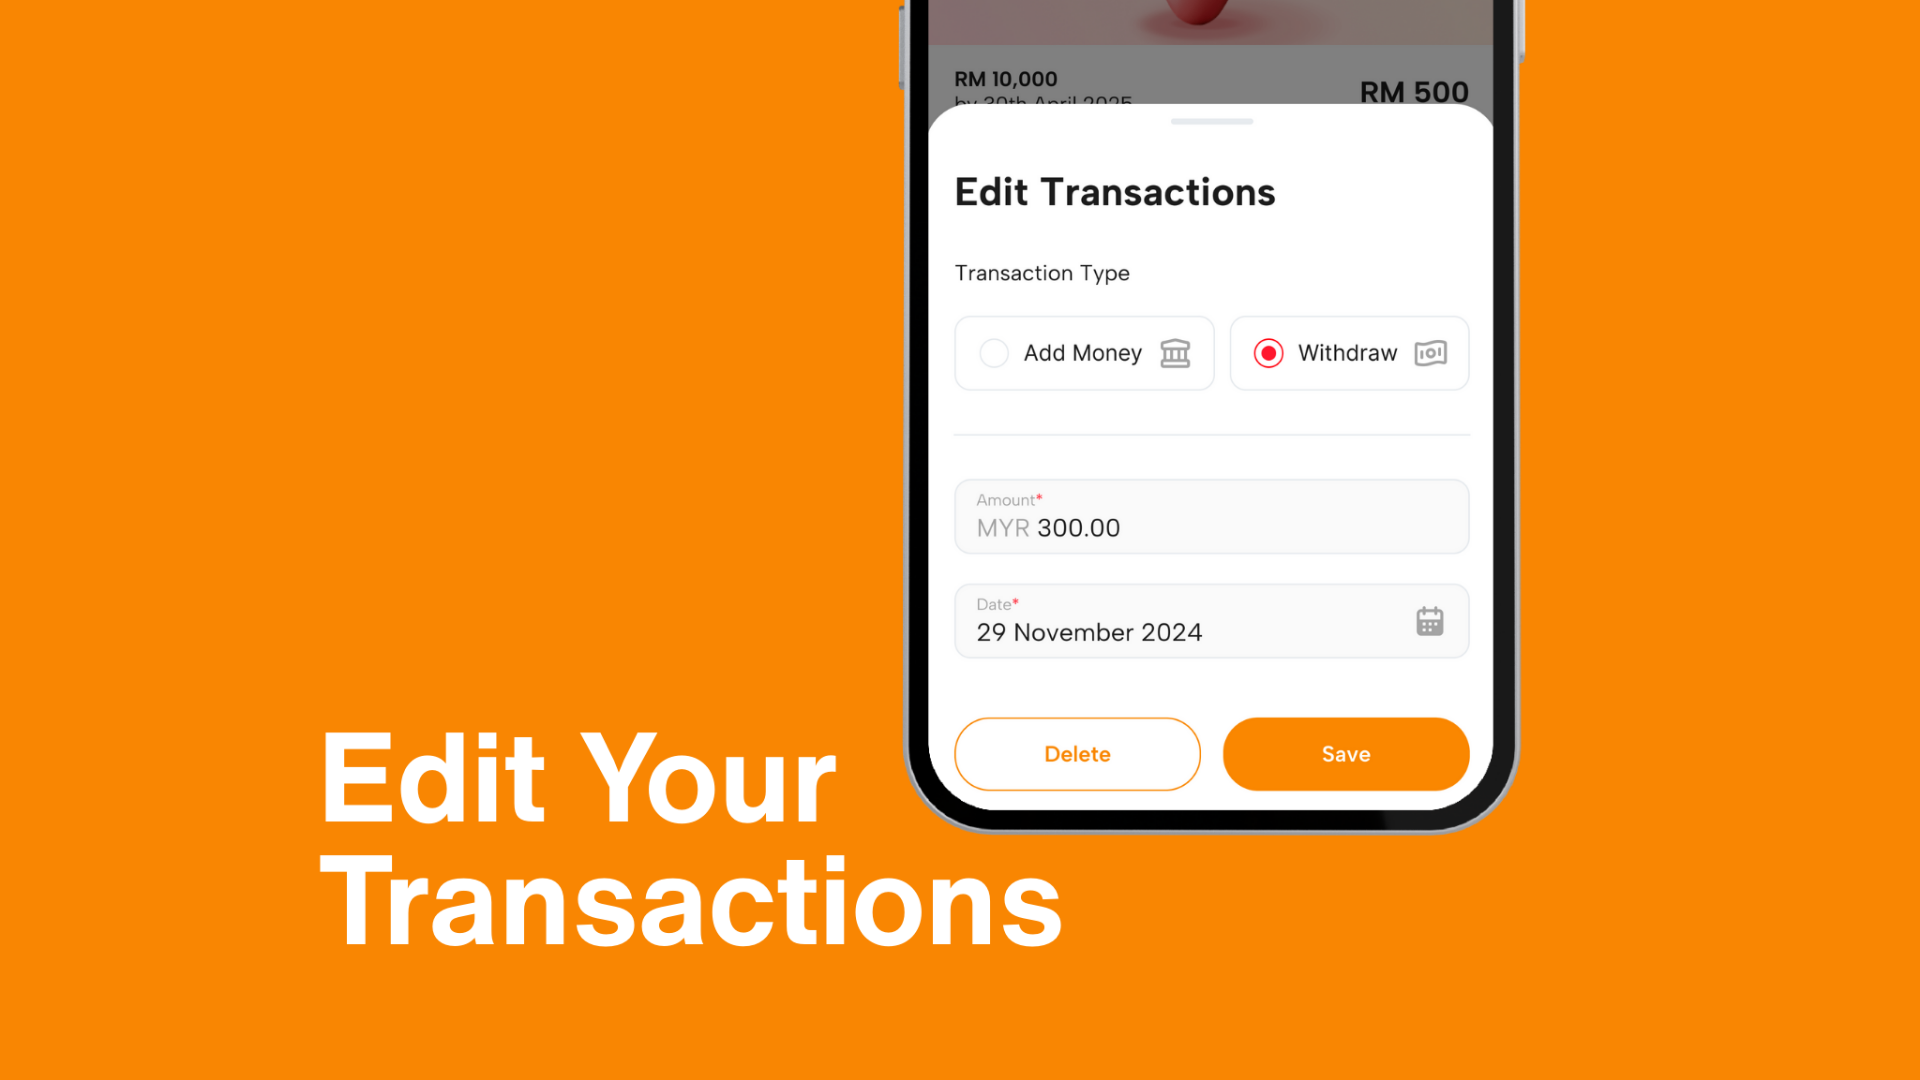 RM 10,000
by 30th April 2025
RM 500
Edit Transactions
Transaction Type
Add Money
Withdraw
Amount*
MYR 300.00
Date*
29 November 2024
Delete
Save
Edit Your
Transactions